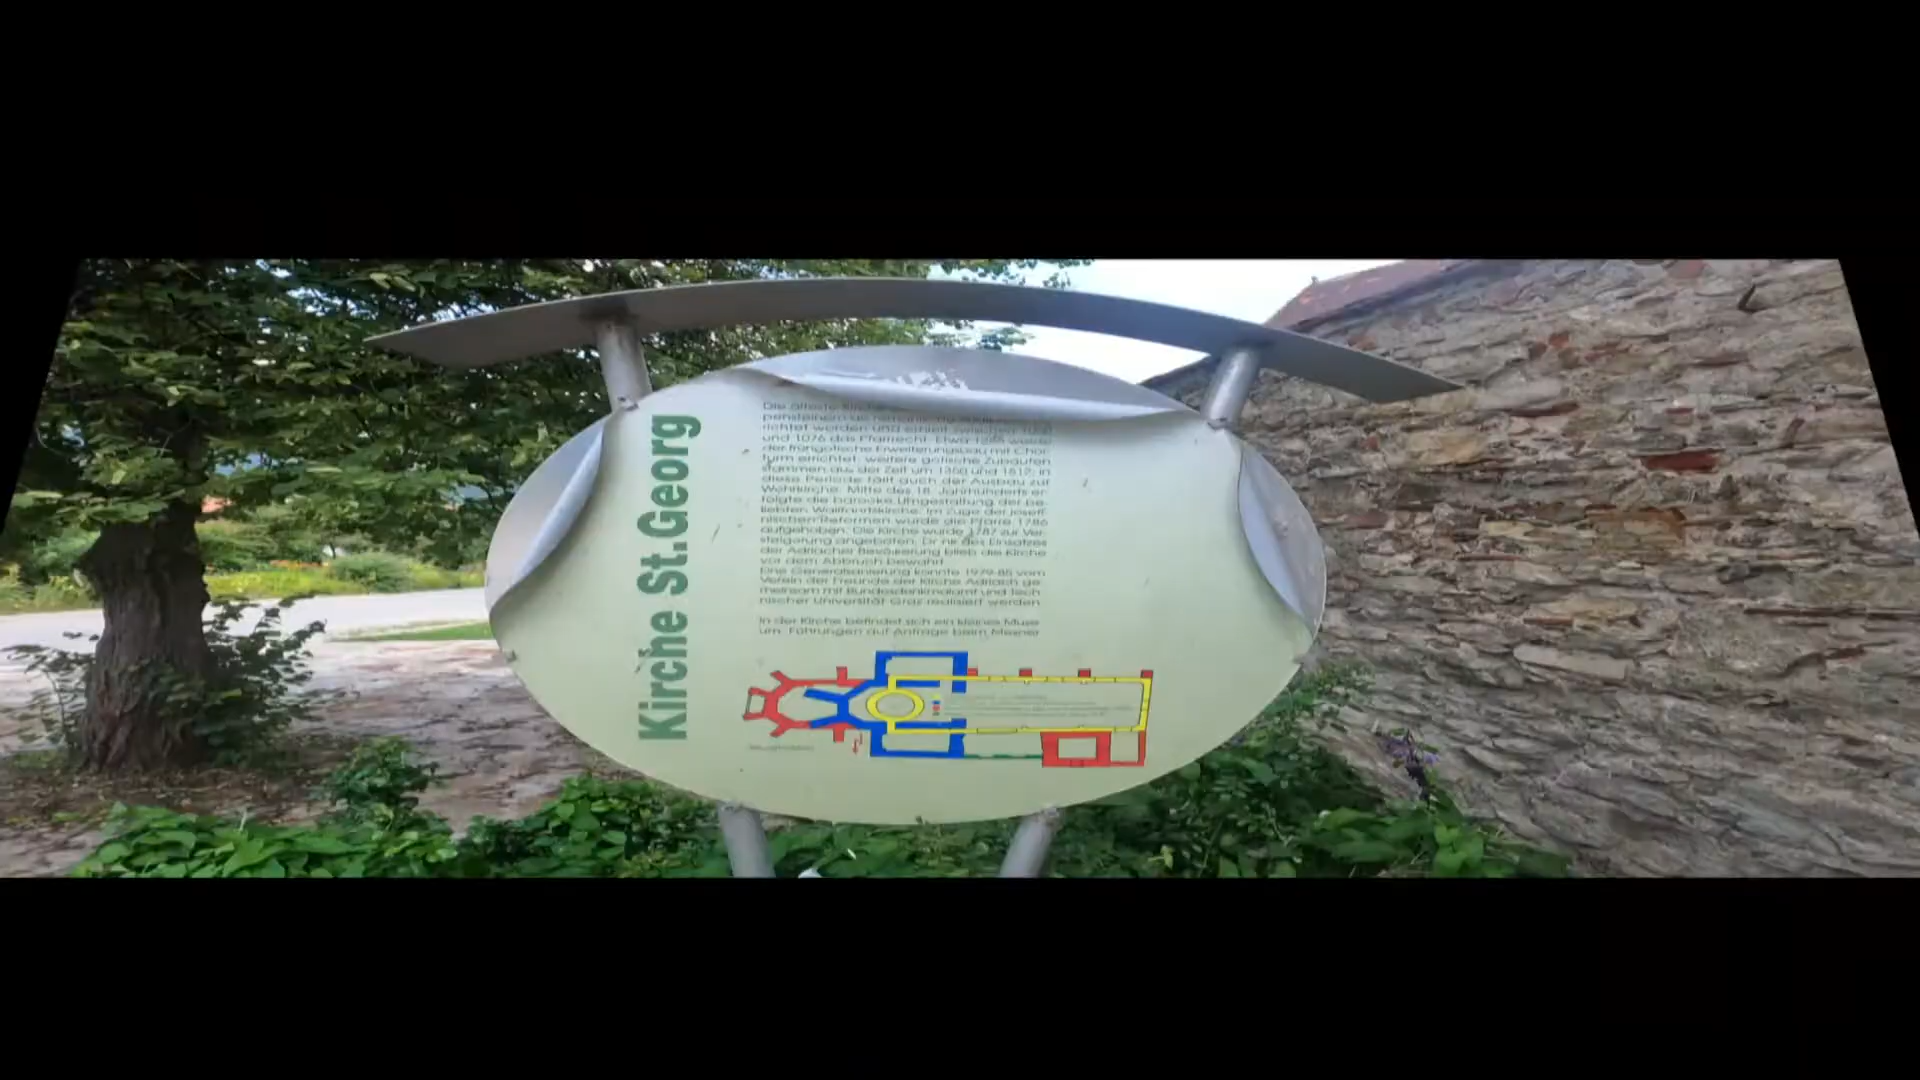 Kirche St.Georg
Die älteste Kirche
richtet worden und
und 1076 das Pfarrecht. Etwa
der frühgotische Erweiterungsbau mit Chor-
turm errichtet, weitere gotische Zubauten
stammen aus der Zeit um 1350 und 1512; in
diese Periode fällt auch der Ausbau zur
Wehrkirche. Mitte des 18. Jahrhunderts er-
folgte die barocke Umgestaltung der be-
liebten Wallfahrtskirche. Im Zuge der josefi-
nischen Reformen wurde die Pfarre 1786
aufgehoben. Die Kirche wurde 1787 zur Ver-
steigerung angeboten. des Einsatzes
der Adriacher Bevölkerung blieb die Kirche
vor dem Abbruch bewahrt.
Eine Generalsanierung konnte 1979-85 vom
Verein der Freunde der Kirche Adriach ge-
meinsam mit Bundesdenkmalamt und Tech
nischer Universität Graz realisiert werden
In der Kirche befindet sich ein kleines Muse
um. Führungen auf Anfrage beim Mesner